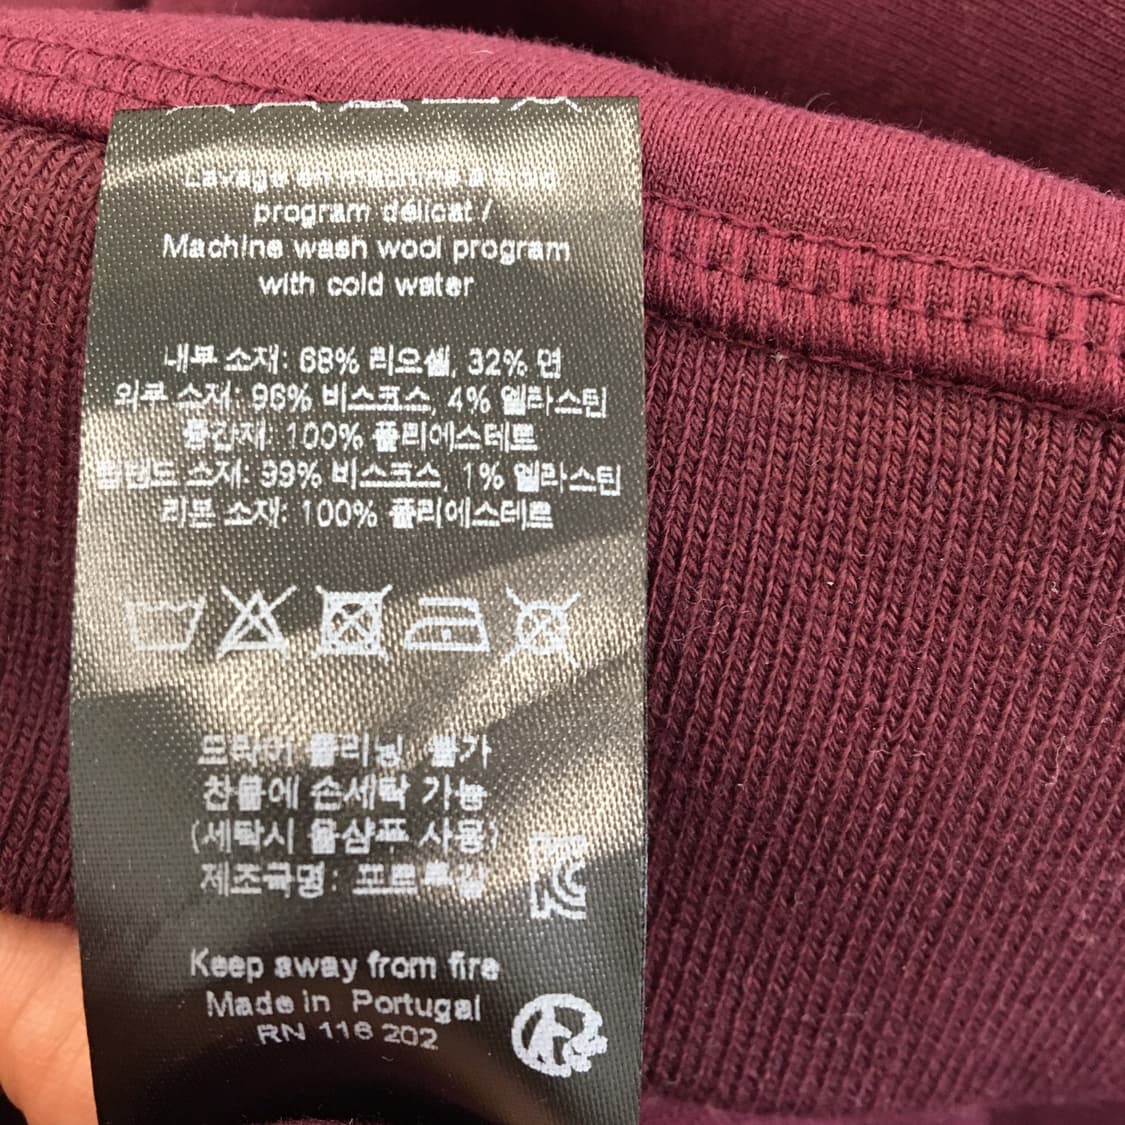 Lavage en machine à froid
program délicat /
Machine wash wool program
with cold water
내부 소재: 68% 리오셀, 32% 면
외부 소재: 96% 비스코스, 4% 엘라스틴
충간재: 100% 폴리에스테르
소재: 99% 비스코스, 1% 엘라스틴
리본 소재: 100% 폴리에스테르
드라이 클리닝 불가
찬물에 손세탁 가능
(세탁시 울샴푸 사용)
제조국명: 포르투갈
Keep away from fire
Made in Portugal
RN 116 202